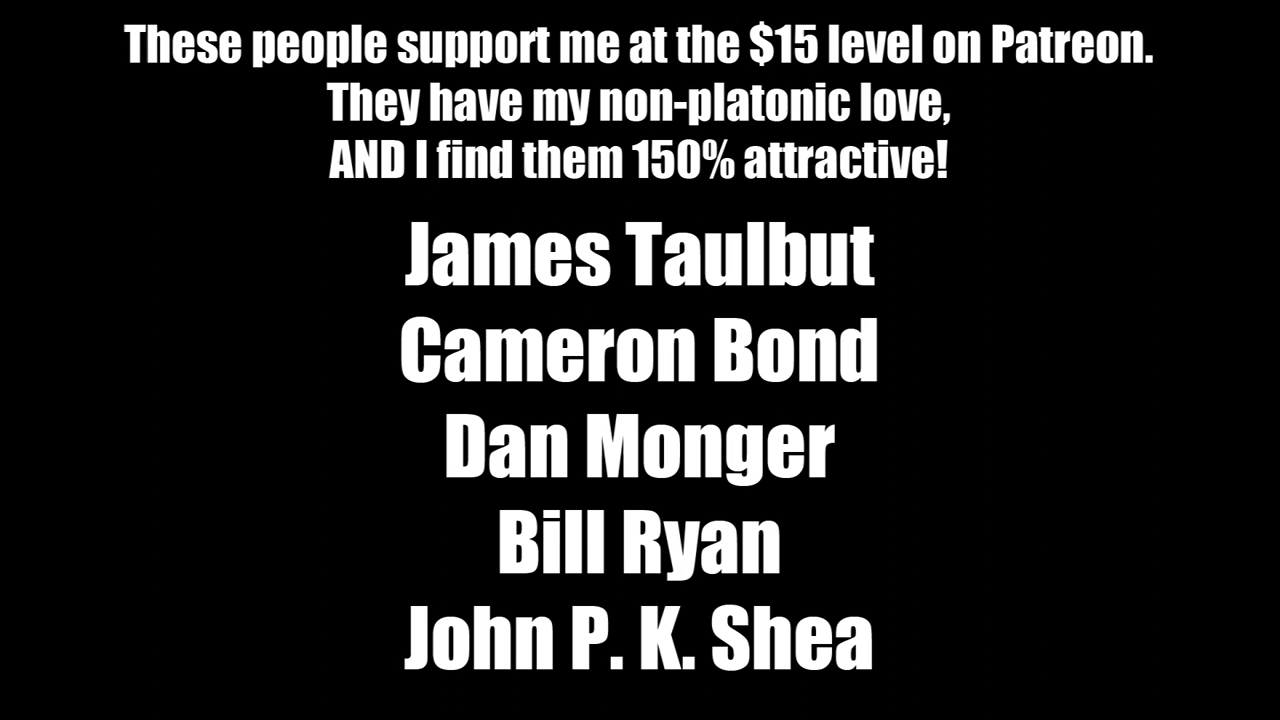 These people support me at the $15 level on Patreon.
They have my non-platonic love,
AND I find them 150% attractive!
James Taulbut
Cameron Bond
Dan Monger
Bill Ryan
John P. K. Shea